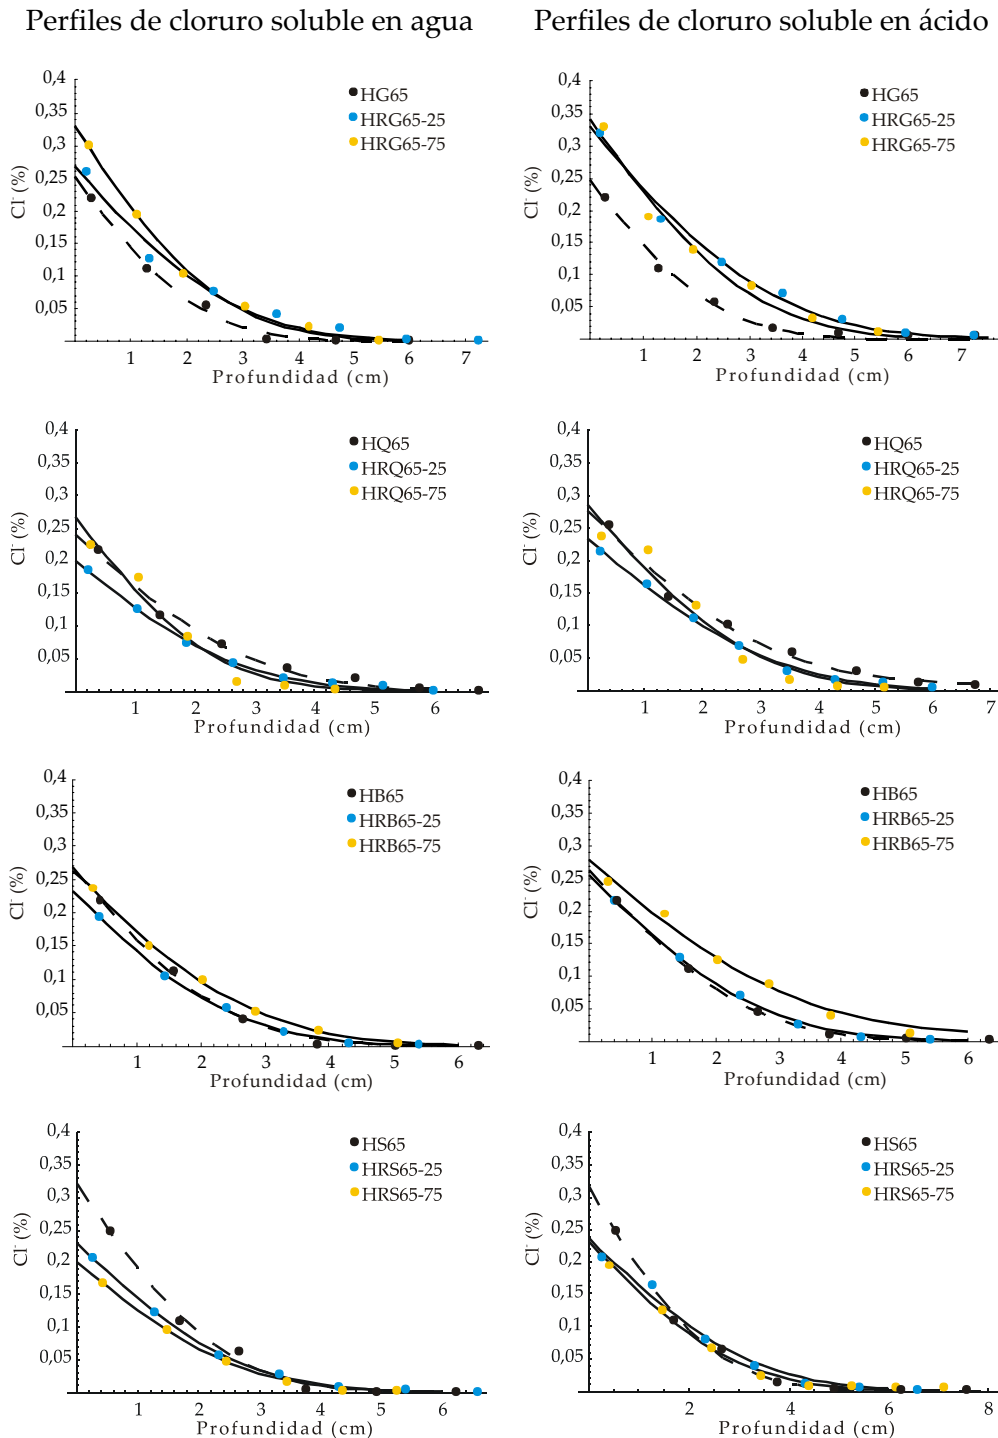 Perfiles de cloruro soluble en agua
Perfiles de cloruro soluble en ácido
0,4
0,35
0,3
0,25
0,2
0,15
0,1
0,05
Cl⁻ (%)
HG65
HRG65-25
HRG65-75
1 2 3 4 5 6 7
Profundidad (cm)
0,4
0,35
0,3
0,25
0,2
0,15
0,1
0,05
Cl⁻ (%)
HG65
HRG65-25
HRG65-75
1 2 3 4 5 6 7
Profundidad (cm)
0,4
0,35
0,3
0,25
0,2
0,15
0,1
0,05
Cl⁻ (%)
HQ65
HRQ65-25
HRQ65-75
1 2 3 4 5 6
Profundidad (cm)
0,4
0,35
0,3
0,25
0,2
0,15
0,1
0,05
Cl⁻ (%)
HQ65
HRQ65-25
HRQ65-75
1 2 3 4 5 6 7
Profundidad (cm)
0,4
0,35
0,3
0,25
0,2
0,15
0,1
0,05
Cl⁻ (%)
HB65
HRB65-25
HRB65-75
1 2 3 4 5 6
Profundidad (cm)
0,4
0,35
0,3
0,25
0,2
0,15
0,1
0,05
Cl⁻ (%)
HB65
HRB65-25
HRB65-75
1 2 3 4 5 6
Profundidad (cm)
0,4
0,35
0,3
0,25
0,2
0,15
0,1
0,05
Cl⁻ (%)
HS65
HRS65-25
HRS65-75
1 2 3 4 5 6
Profundidad (cm)
0,4
0,35
0,3
0,25
0,2
0,15
0,1
0,05
Cl⁻ (%)
HS65
HRS65-25
HRS65-75
2 4 6 8
Profundidad (cm)